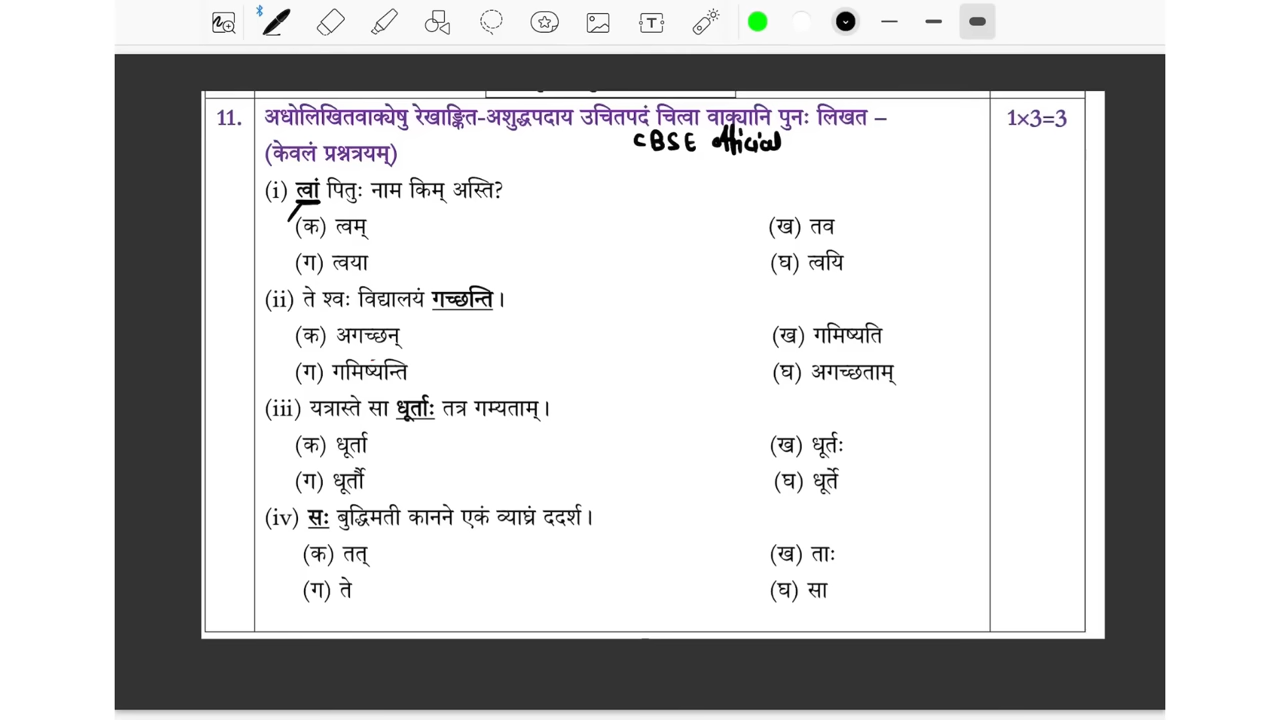 11. अधोलिखितवाक्येषु रेखाङ्कित-अशुद्धपदाय उचितपदं चित्वा वाक्यानि पुनः लिखत – 1×3=3
CBSE official
(केवलं प्रश्नत्रयम्)
(i) त्वां पितुः नाम किम् अस्ति?
(क) त्वम् (ख) तव
(ग) त्वया (घ) त्वयि
(ii) ते श्वः विद्यालयं गच्छन्ति।
(क) अगच्छन् (ख) गमिष्यति
(ग) गमिष्यन्ति (घ) अगच्छताम्
(iii) यत्रास्ते सा धूर्ताः तत्र गम्यताम्।
(क) धूर्ता (ख) धूर्तः
(ग) धूर्तौ (घ) धूर्ते
(iv) सः बुद्धिमती कानने एकं व्याघ्रं ददर्श।
(क) तत् (ख) ताः
(ग) ते (घ) सा